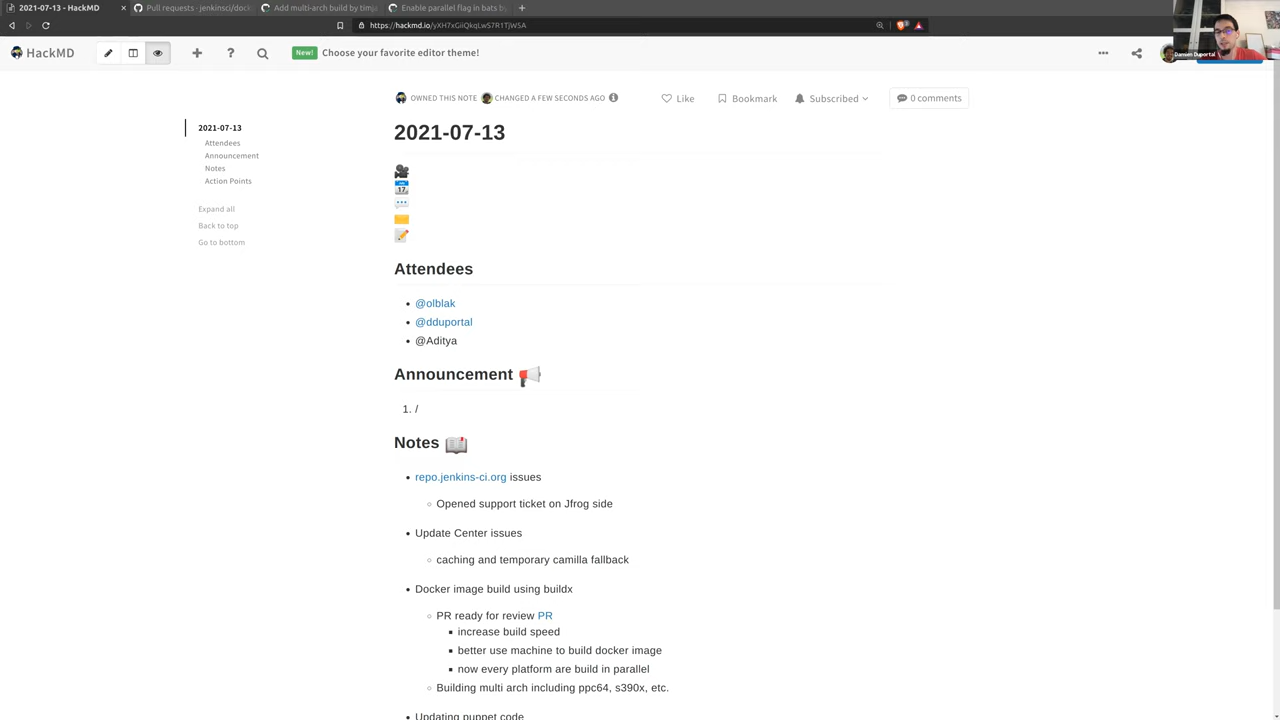 2021-07-13 - HackMD
Pull requests - jenkinsci/dock
Add multi-arch build by timja
Enable parallel flag in bats by
https://hackmd.io/yXH7xGiiQkqLwS7R1TjWSA
HackMD
New! Choose your favorite editor theme!
Damien Duportal
OWNED THIS NOTE CHANGED A FEW SECONDS AGO
Like
Bookmark
Subscribed
0 comments
2021-07-13
Attendees
Announcement
Notes
Action Points
Expand all
Back to top
Go to bottom
2021-07-13
17
Attendees
@olblak
@dduportal
@Aditya
Announcement
1. /
Notes
repo.jenkins-ci.org issues
Opened support ticket on Jfrog side
Update Center issues
caching and temporary camilla fallback
Docker image build using buildx
PR ready for review PR
increase build speed
better use machine to build docker image
now every platform are build in parallel
Building multi arch including ppc64, s390x, etc.
Updating puppet code